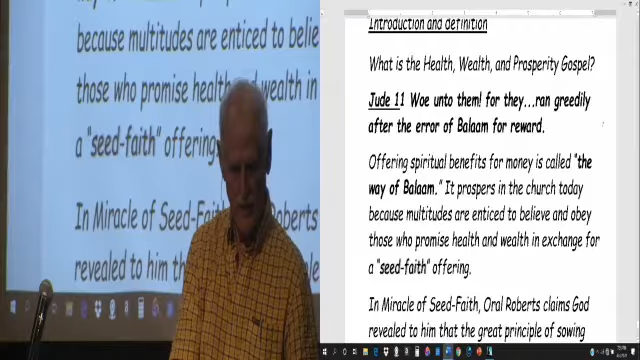 because multitudes are enticed to belie
those who promise health and wealth in
a "seed-faith" offering.
In Miracle of Seed-Fai Roberts
revealed to him th
Introduction and definition
What is the Health, Wealth, and Prosperity Gospel?
Jude 11 Woe unto them! for they...ran greedily
after the error of Balaam for reward.
Offering spiritual benefits for money is called "the
way of Balaam." It prospers in the church today
because multitudes are enticed to believe and obey
those who promise health and wealth in exchange for
a "seed-faith" offering.
In Miracle of Seed-Faith, Oral Roberts claims God
revealed to him that the great principle of sowing